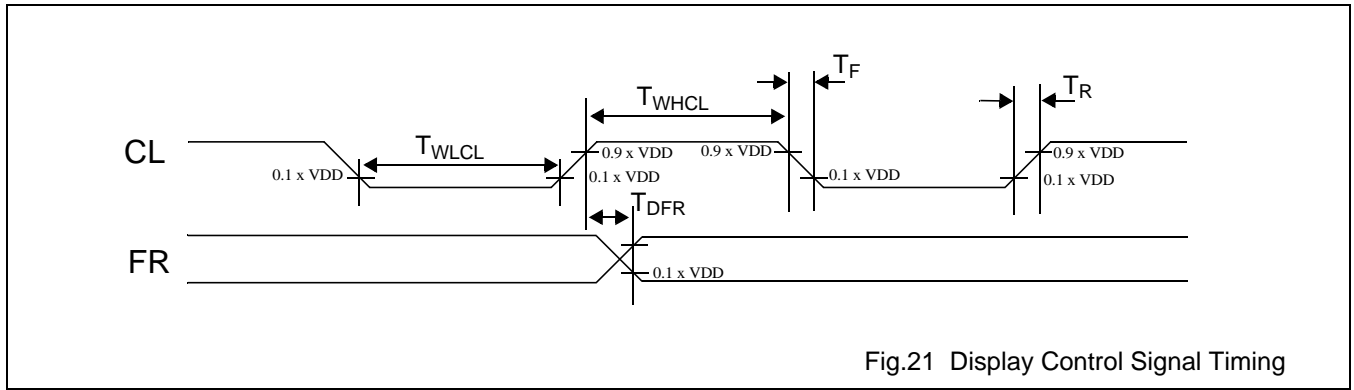 T_F
T_R
T_WHCL
CL
T_WLCL
0.9 x VDD
0.9 x VDD
0.9 x VDD
0.1 x VDD
0.1 x VDD
0.1 x VDD
0.1 x VDD
T_DFR
FR
0.1 x VDD
Fig.21 Display Control Signal Timing